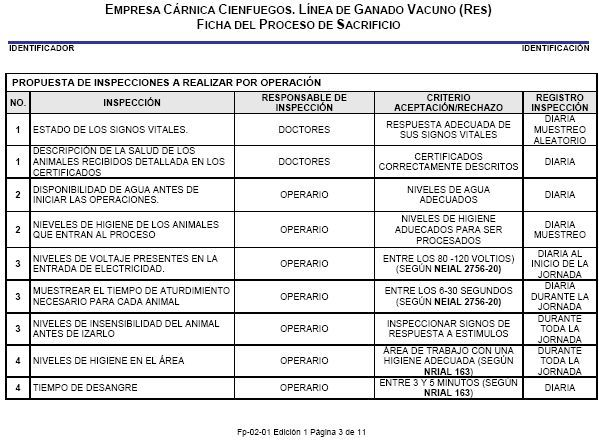 EMPRESA CÁRNICA CIENFUEGOS. LÍNEA DE GANADO VACUNO (RES)
FICHA DEL PROCESO DE SACRIFICIO
IDENTIFICADOR IDENTIFICACIÓN
PROPUESTA DE INSPECCIONES A REALIZAR POR OPERACIÓN
NO. INSPECCIÓN RESPONSABLE DE INSPECCIÓN CRITERIO ACEPTACIÓN/RECHAZO REGISTRO INSPECCIÓN
1 ESTADO DE LOS SIGNOS VITALES. DOCTORES RESPUESTA ADECUADA DE SUS SIGNOS VITALES DIARIA MUESTREO ALEATORIO
1 DESCRIPCIÓN DE LA SALUD DE LOS ANIMALES RECIBIDOS DETALLADA EN LOS CERTIFICADOS DOCTORES CERTIFICADOS CORRECTAMENTE DESCRITOS DIARIA
2 DISPONIBILIDAD DE AGUA ANTES DE INICIAR LAS OPERACIONES. OPERARIO NIVELES DE AGUA ADECUADOS DIARIA
2 NIEVELES DE HIGIENE DE LOS ANIMALES QUE ENTRAN AL PROCESO OPERARIO NIVELES DE HIGIENE ADUECADOS PARA SER PROCESADOS DIARIA MUESTREO
3 NIVELES DE VOLTAJE PRESENTES EN LA ENTRADA DE ELECTRICIDAD. OPERARIO ENTRE LOS 80 -120 VOLTIOS) (SEGÚN NEIAL 2756-20) DIARIA AL INICIO DE LA JORNADA
3 MUESTREAR EL TIEMPO DE ATURDIMIENTO NECESARIO PARA CADA ANIMAL OPERARIO ENTRE LOS 6-30 SEGUNDOS (SEGÚN NEIAL 2756-20) DIARIA DURANTE LA JORNADA
3 NIVELES DE INSENSIBILIDAD DEL ANIMAL ANTES DE IZARLO OPERARIO INSPECCIONAR SIGNOS DE RESPUESTA A ESTIMULOS DURANTE TODA LA JORNADA
4 NIVELES DE HIGIENE EN EL ÁREA OPERARIO ÁREA DE TRABAJO CON UNA HIGIENE ADECUADA (SEGÚN NRIAL 163) DURANTE TODA LA JORNADA
4 TIEMPO DE DESANGRE OPERARIO ENTRE 3 Y 5 MINUTOS (SEGÚN NRIAL 163) DIARIA
Fp-02-01 Edición 1 Página 3 de 11